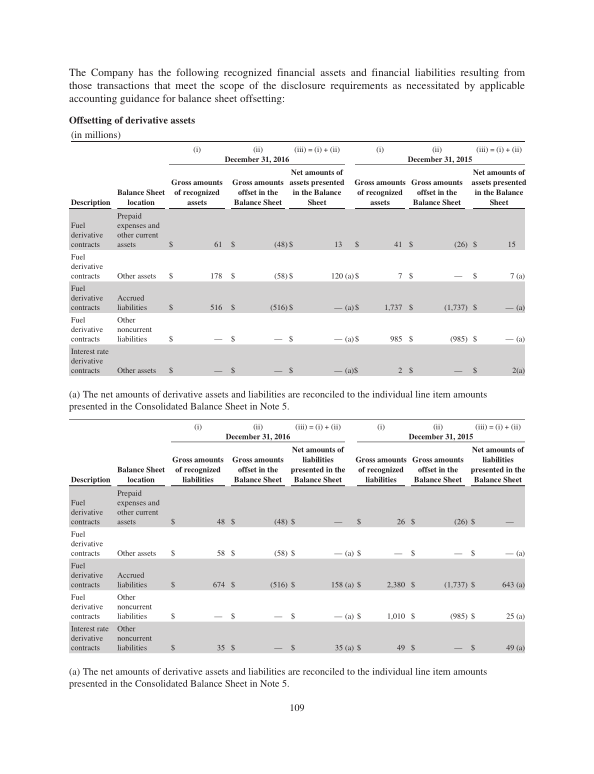 The Company has the following recognized financial assets and financial liabilities resulting from
those transactions that meet the scope of the disclosure requirements as necessitated by applicable
accounting guidance for balance sheet offsetting:
Offsetting of derivative assets
(in millions)
(i) (ii) (iii) = (i) + (ii) (i) (ii) (iii) = (i) + (ii)
December 31, 2016 December 31, 2015
Description Balance Sheet location Gross amounts of recognized assets Gross amounts offset in the Balance Sheet Net amounts of assets presented in the Balance Sheet Gross amounts of recognized assets Gross amounts offset in the Balance Sheet Net amounts of assets presented in the Balance Sheet
Fuel derivative contracts Prepaid expenses and other current assets $ 61 $ (48) $ 13 $ 41 $ (26) $ 15
Fuel derivative contracts Other assets $ 178 $ (58) $ 120 (a) $ 7 $ — $ 7 (a)
Fuel derivative contracts Accrued liabilities $ 516 $ (516) $ — (a) $ 1,737 $ (1,737) $ — (a)
Fuel derivative contracts Other noncurrent liabilities $ — $ — $ — (a) $ 985 $ (985) $ — (a)
Interest rate derivative contracts Other assets $ — $ — $ — (a) $ 2 $ — $ 2(a)
(a) The net amounts of derivative assets and liabilities are reconciled to the individual line item amounts
presented in the Consolidated Balance Sheet in Note 5.
(i) (ii) (iii) = (i) + (ii) (i) (ii) (iii) = (i) + (ii)
December 31, 2016 December 31, 2015
Description Balance Sheet location Gross amounts of recognized liabilities Gross amounts offset in the Balance Sheet Net amounts of liabilities presented in the Balance Sheet Gross amounts of recognized liabilities Gross amounts offset in the Balance Sheet Net amounts of liabilities presented in the Balance Sheet
Fuel derivative contracts Prepaid expenses and other current assets $ 48 $ (48) $ — $ 26 $ (26) $ —
Fuel derivative contracts Other assets $ 58 $ (58) $ — (a) $ — $ — $ — (a)
Fuel derivative contracts Accrued liabilities $ 674 $ (516) $ 158 (a) $ 2,380 $ (1,737) $ 643 (a)
Fuel derivative contracts Other noncurrent liabilities $ — $ — $ — (a) $ 1,010 $ (985) $ 25 (a)
Interest rate derivative contracts Other noncurrent liabilities $ 35 $ — $ 35 (a) $ 49 $ — $ 49 (a)
(a) The net amounts of derivative assets and liabilities are reconciled to the individual line item amounts
presented in the Consolidated Balance Sheet in Note 5.
109